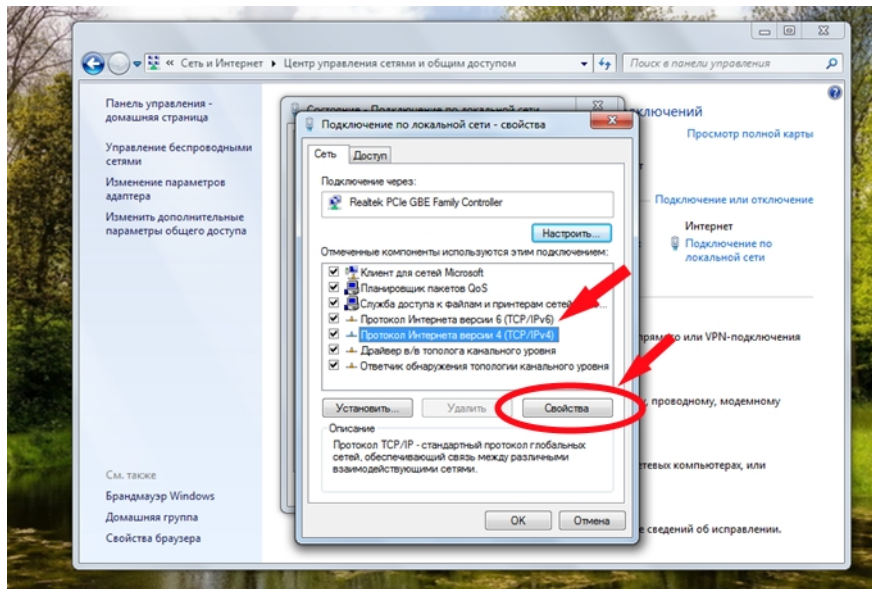 « Сеть и Интернет ▸ Центр управления сетями и общим доступом
Поиск в панели управления
Панель управления -
домашняя страница
Управление беспроводными
сетями
Изменение параметров
адаптера
Изменить дополнительные
параметры общего доступа
См. также
Брандмауэр Windows
Домашняя группа
Свойства браузера
Состояние - Подключение по локальной сети
Подключение по локальной сети - свойства
Сеть
Доступ
Подключение через:
Realtek PCIe GBE Family Controller
Настроить...
Отмеченные компоненты используются этим подключением:
Клиент для сетей Microsoft
Планировщик пакетов QoS
Служба доступа к файлам и принтерам
Протокол Интернета версии 6 (TCP/IPv6)
Протокол Интернета версии 4 (TCP/IPv4)
Драйвер в/в тополога канального уровня
Ответчик обнаружения топологии канального уровня
Установить...
Удалить
Свойства
Описание
Протокол TCP/IP - стандартный протокол глобальных
сетей, обеспечивающий связь между различными
взаимодействующими сетями.
OK
Отмена
ключений
Просмотр полной карты
Подключение или отключение
Интернет
Подключение по
локальной сети
или VPN-подключения
, проводному, модемному
компьютерах, или
е сведений об исправлении.